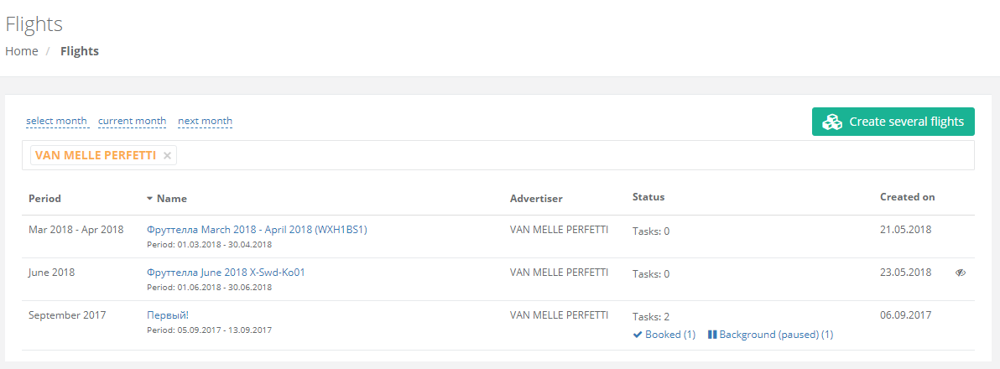 Flights
Home / Flights
select month current month next month
Create several flights
VAN MELLE PERFETTI ×
Period Name Advertiser Status Created on
Mar 2018 - Apr 2018 Фруттелла March 2018 - April 2018 (WXH1BS1) VAN MELLE PERFETTI Tasks: 0 21.05.2018
Period: 01.03.2018 - 30.04.2018
June 2018 Фруттелла June 2018 X-Swd-Ko01 VAN MELLE PERFETTI Tasks: 0 23.05.2018
Period: 01.06.2018 - 30.06.2018
September 2017 Первый! VAN MELLE PERFETTI Tasks: 2 06.09.2017
Period: 05.09.2017 - 13.09.2017
Booked (1) Background (paused) (1)